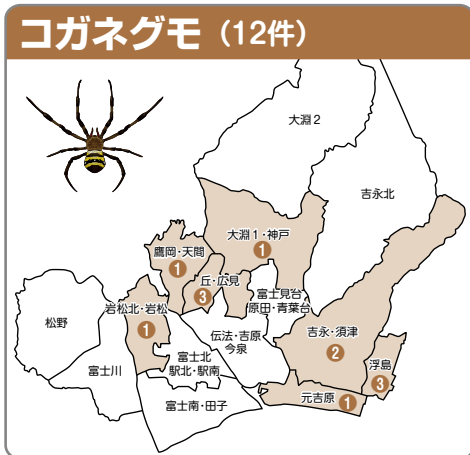 コガネグモ（12件）
大淵2
吉永北
大淵1・神戸
1
鷹岡・天間
1
丘・広見
3
富士見台
原田・青葉台
岩松北・岩松
1
松野
伝法・吉原
今泉
吉永・須津
2
富士川
富士北
駅北・駅南
浮島
3
元吉原 1
富士南・田子